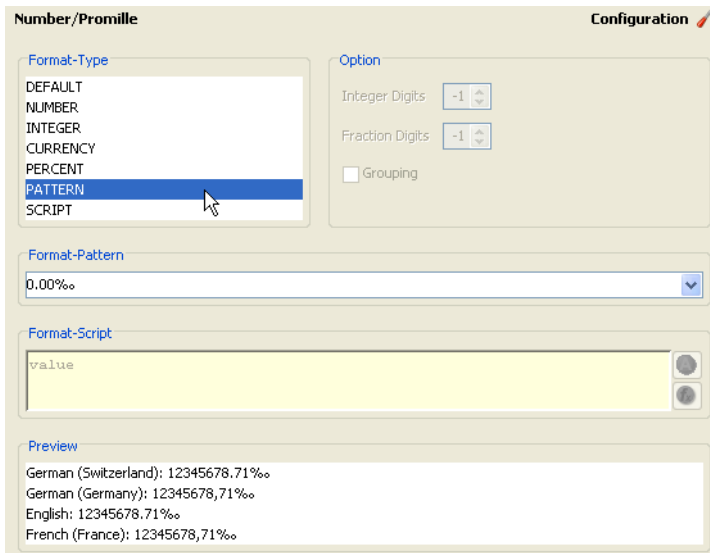 Number/Promille
Configuration
Format-Type
DEFAULT
NUMBER
INTEGER
CURRENCY
PERCENT
PATTERN
SCRIPT
Option
Integer Digits -1
Fraction Digits -1
Grouping
Format-Pattern
0.00‰
Format-Script
value
Preview
German (Switzerland): 12345678.71‰
German (Germany): 12345678,71‰
English: 12345678.71‰
French (France): 12345678,71‰